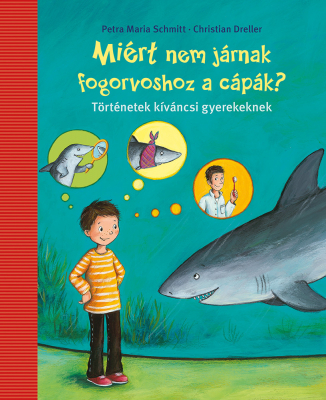 Petra Maria Schmitt · Christian Dreller
Miért nem járnak
fogorvoshoz a cápák?
Történetek kíváncsi gyerekeknek